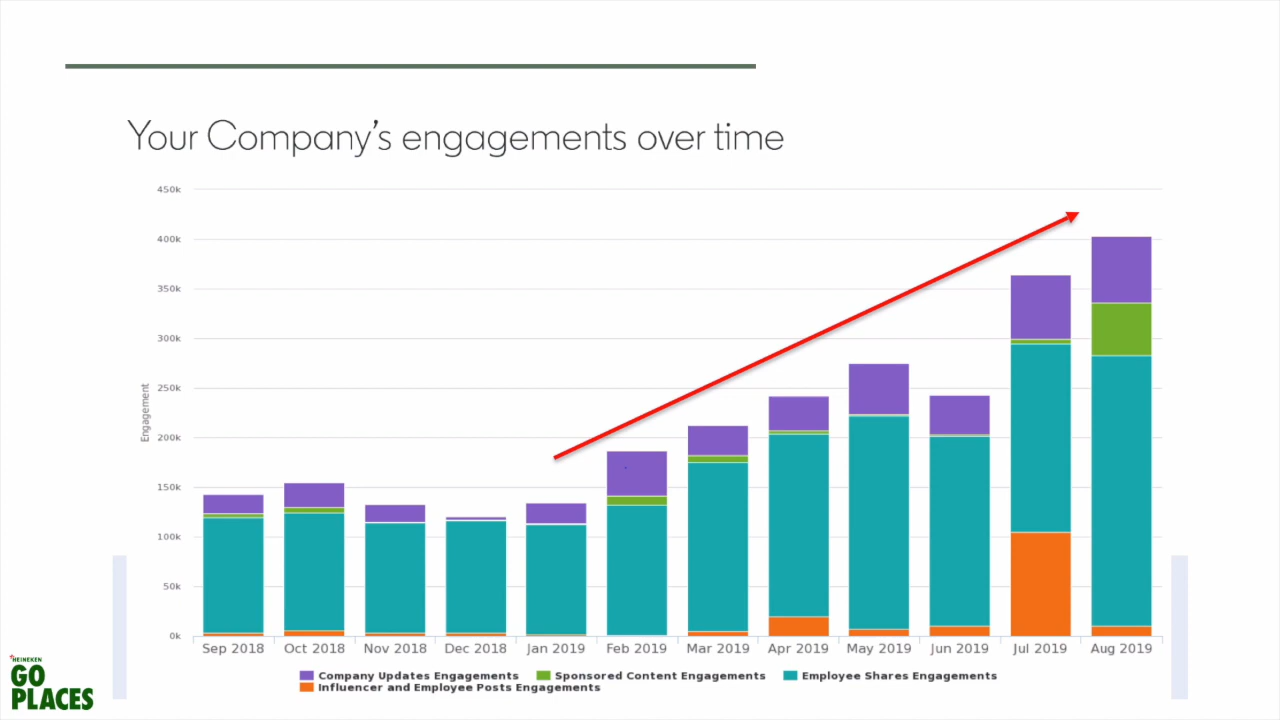 Your Company's engagements over time
450k
400k
350k
300k
250k
200k
150k
100k
50k
0k
Engagement
Sep 2018 Oct 2018 Nov 2018 Dec 2018 Jan 2019 Feb 2019 Mar 2019 Apr 2019 May 2019 Jun 2019 Jul 2019 Aug 2019
Company Updates Engagements Sponsored Content Engagements Employee Shares Engagements
Influencer and Employee Posts Engagements
HEINEKEN
GO
PLACES